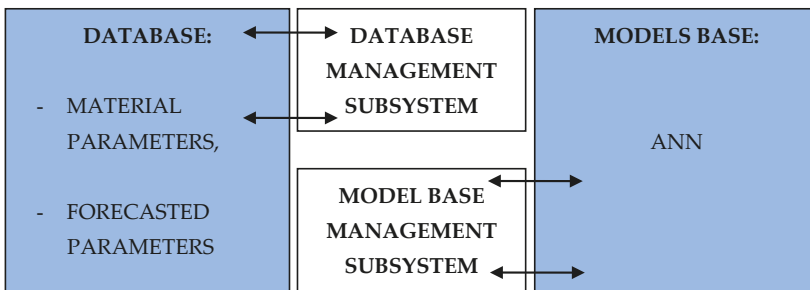 DATABASE:
- MATERIAL
PARAMETERS,
- FORECASTED
PARAMETERS
DATABASE
MANAGEMENT
SUBSYSTEM
MODEL BASE
MANAGEMENT
SUBSYSTEM
MODELS BASE:
ANN